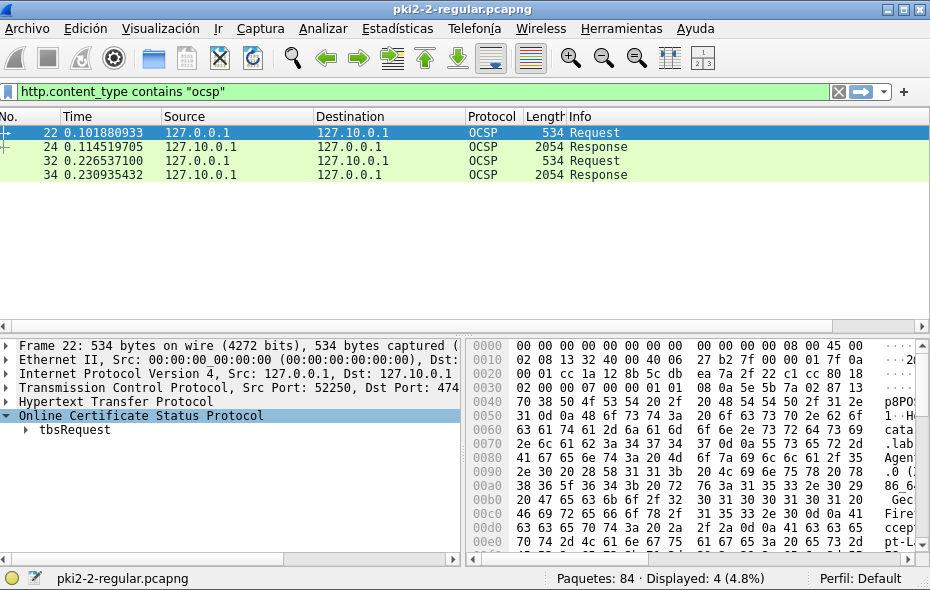 pki2-2-regular.pcapng
Archivo Edición Visualización Ir Captura Analizar Estadísticas Telefonía Wireless Herramientas Ayuda
http.content_type contains "ocsp"
No. Time Source Destination Protocol Length Info
22 0.101880933 127.0.0.1 127.10.0.1 OCSP 534 Request
24 0.114519705 127.10.0.1 127.0.0.1 OCSP 2054 Response
32 0.226537100 127.0.0.1 127.10.0.1 OCSP 534 Request
34 0.230935432 127.10.0.1 127.0.0.1 OCSP 2054 Response
Frame 22: 534 bytes on wire (4272 bits), 534 bytes captured (
Ethernet II, Src: 00:00:00_00:00:00 (00:00:00:00:00:00), Dst:
Internet Protocol Version 4, Src: 127.0.0.1, Dst: 127.10.0.1
Transmission Control Protocol, Src Port: 52250, Dst Port: 474
Hypertext Transfer Protocol
Online Certificate Status Protocol
tbsRequest
0000 00 00 00 00 00 00 00 00 00 00 00 00 08 00 45 00 ····
0010 02 08 13 32 40 00 40 06 27 b2 7f 00 00 01 7f 0a ···2
0020 00 01 cc 1a 12 8b 5c db ea 7a 2f 22 c1 cc 80 18 ····
0030 02 00 00 07 00 00 01 01 08 0a 5e 5b 7a 02 87 13 ····
0040 70 38 50 4f 53 54 20 2f 20 48 54 54 50 2f 31 2e p8PO
0050 31 0d 0a 48 6f 73 74 3a 20 6f 63 73 70 2e 62 6f 1··H
0060 63 61 74 61 2d 6a 61 6d 6f 6e 2e 73 72 64 73 69 cata
0070 2e 6c 61 62 3a 34 37 34 37 0d 0a 55 73 65 72 2d .lab
0080 41 67 65 6e 74 3a 20 4d 6f 7a 69 6c 6c 61 2f 35 Agen
0090 2e 30 20 28 58 31 31 3b 20 4c 69 6e 75 78 20 78 .0 (
00a0 38 36 5f 36 34 3b 20 72 76 3a 31 35 33 2e 30 29 86_6
00b0 20 47 65 63 6b 6f 2f 32 30 31 30 30 31 30 31 20 Gec
00c0 46 69 72 65 66 6f 78 2f 31 35 33 2e 30 0d 0a 41 Fire
00d0 63 63 65 70 74 3a 20 2a 2f 2a 0d 0a 41 63 63 65 ccep
00e0 70 74 2d 4c 61 6e 67 75 61 67 65 3a 20 65 73 2d pt-L
pki2-2-regular.pcapng Paquetes: 84 · Displayed: 4 (4.8%) Perfil: Default